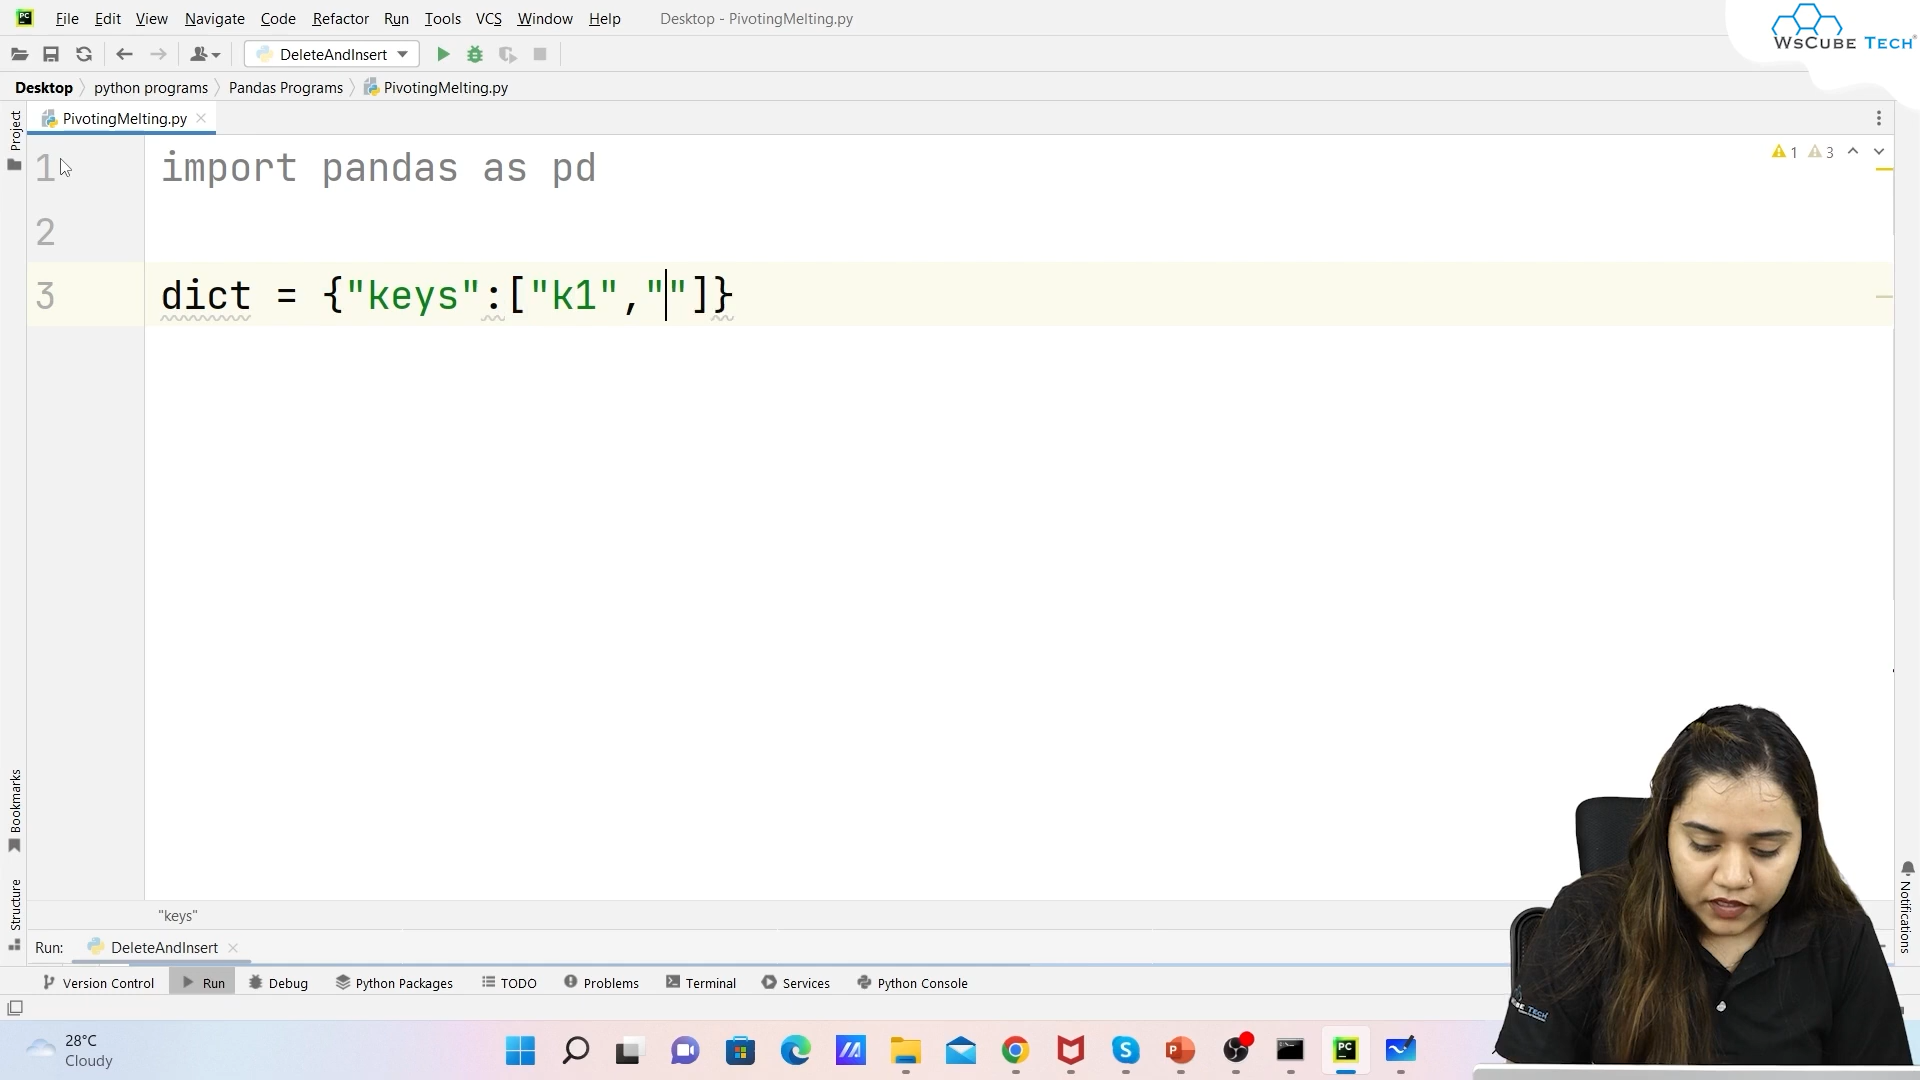 File Edit View Navigate Code Refactor Run Tools VCS Window Help Desktop - PivotingMelting.py
WsCube Tech
DeleteAndInsert
Desktop python programs Pandas Programs PivotingMelting.py
PivotingMelting.py
Project
1 import pandas as pd
1 3
2
3 dict = {"keys":["k1",""]}
Bookmarks
Structure
Notifications
"keys"
Run: DeleteAndInsert
Version Control Run Debug Python Packages TODO Problems Terminal Services Python Console
28°C
Cloudy